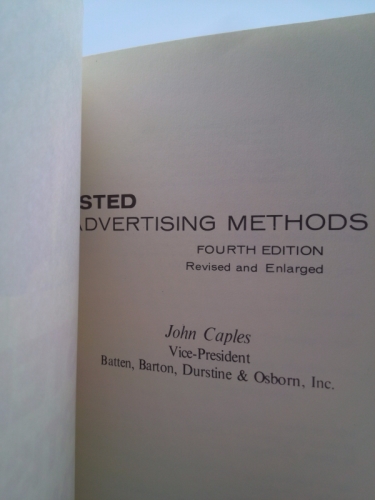 STED
ADVERTISING METHODS
FOURTH EDITION
Revised and Enlarged
John Caples
Vice-President
Batten, Barton, Durstine & Osborn, Inc.